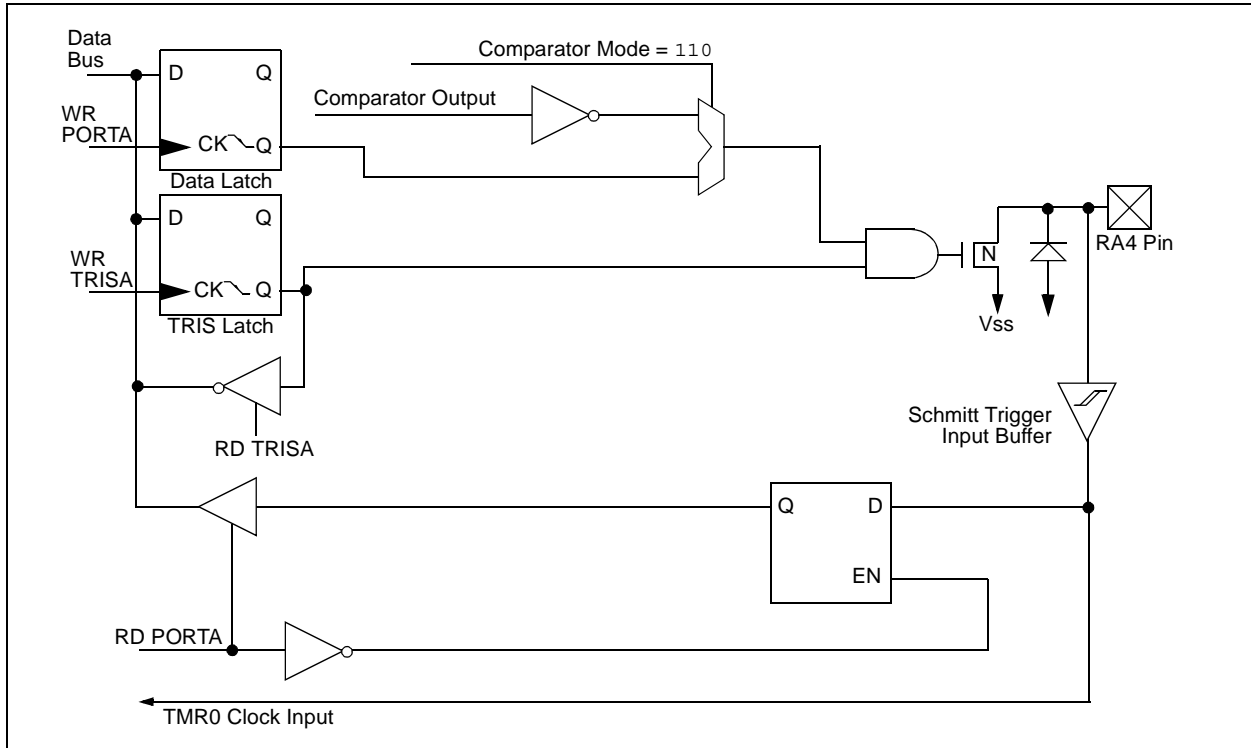 Data
Bus
D Q
WR
PORTA
CK Q
Data Latch
D Q
WR
TRISA
CK Q
TRIS Latch
RD TRISA
Comparator Mode = 110
Comparator Output
N
Vss
RA4 Pin
Schmitt Trigger
Input Buffer
Q D
EN
RD PORTA
TMR0 Clock Input